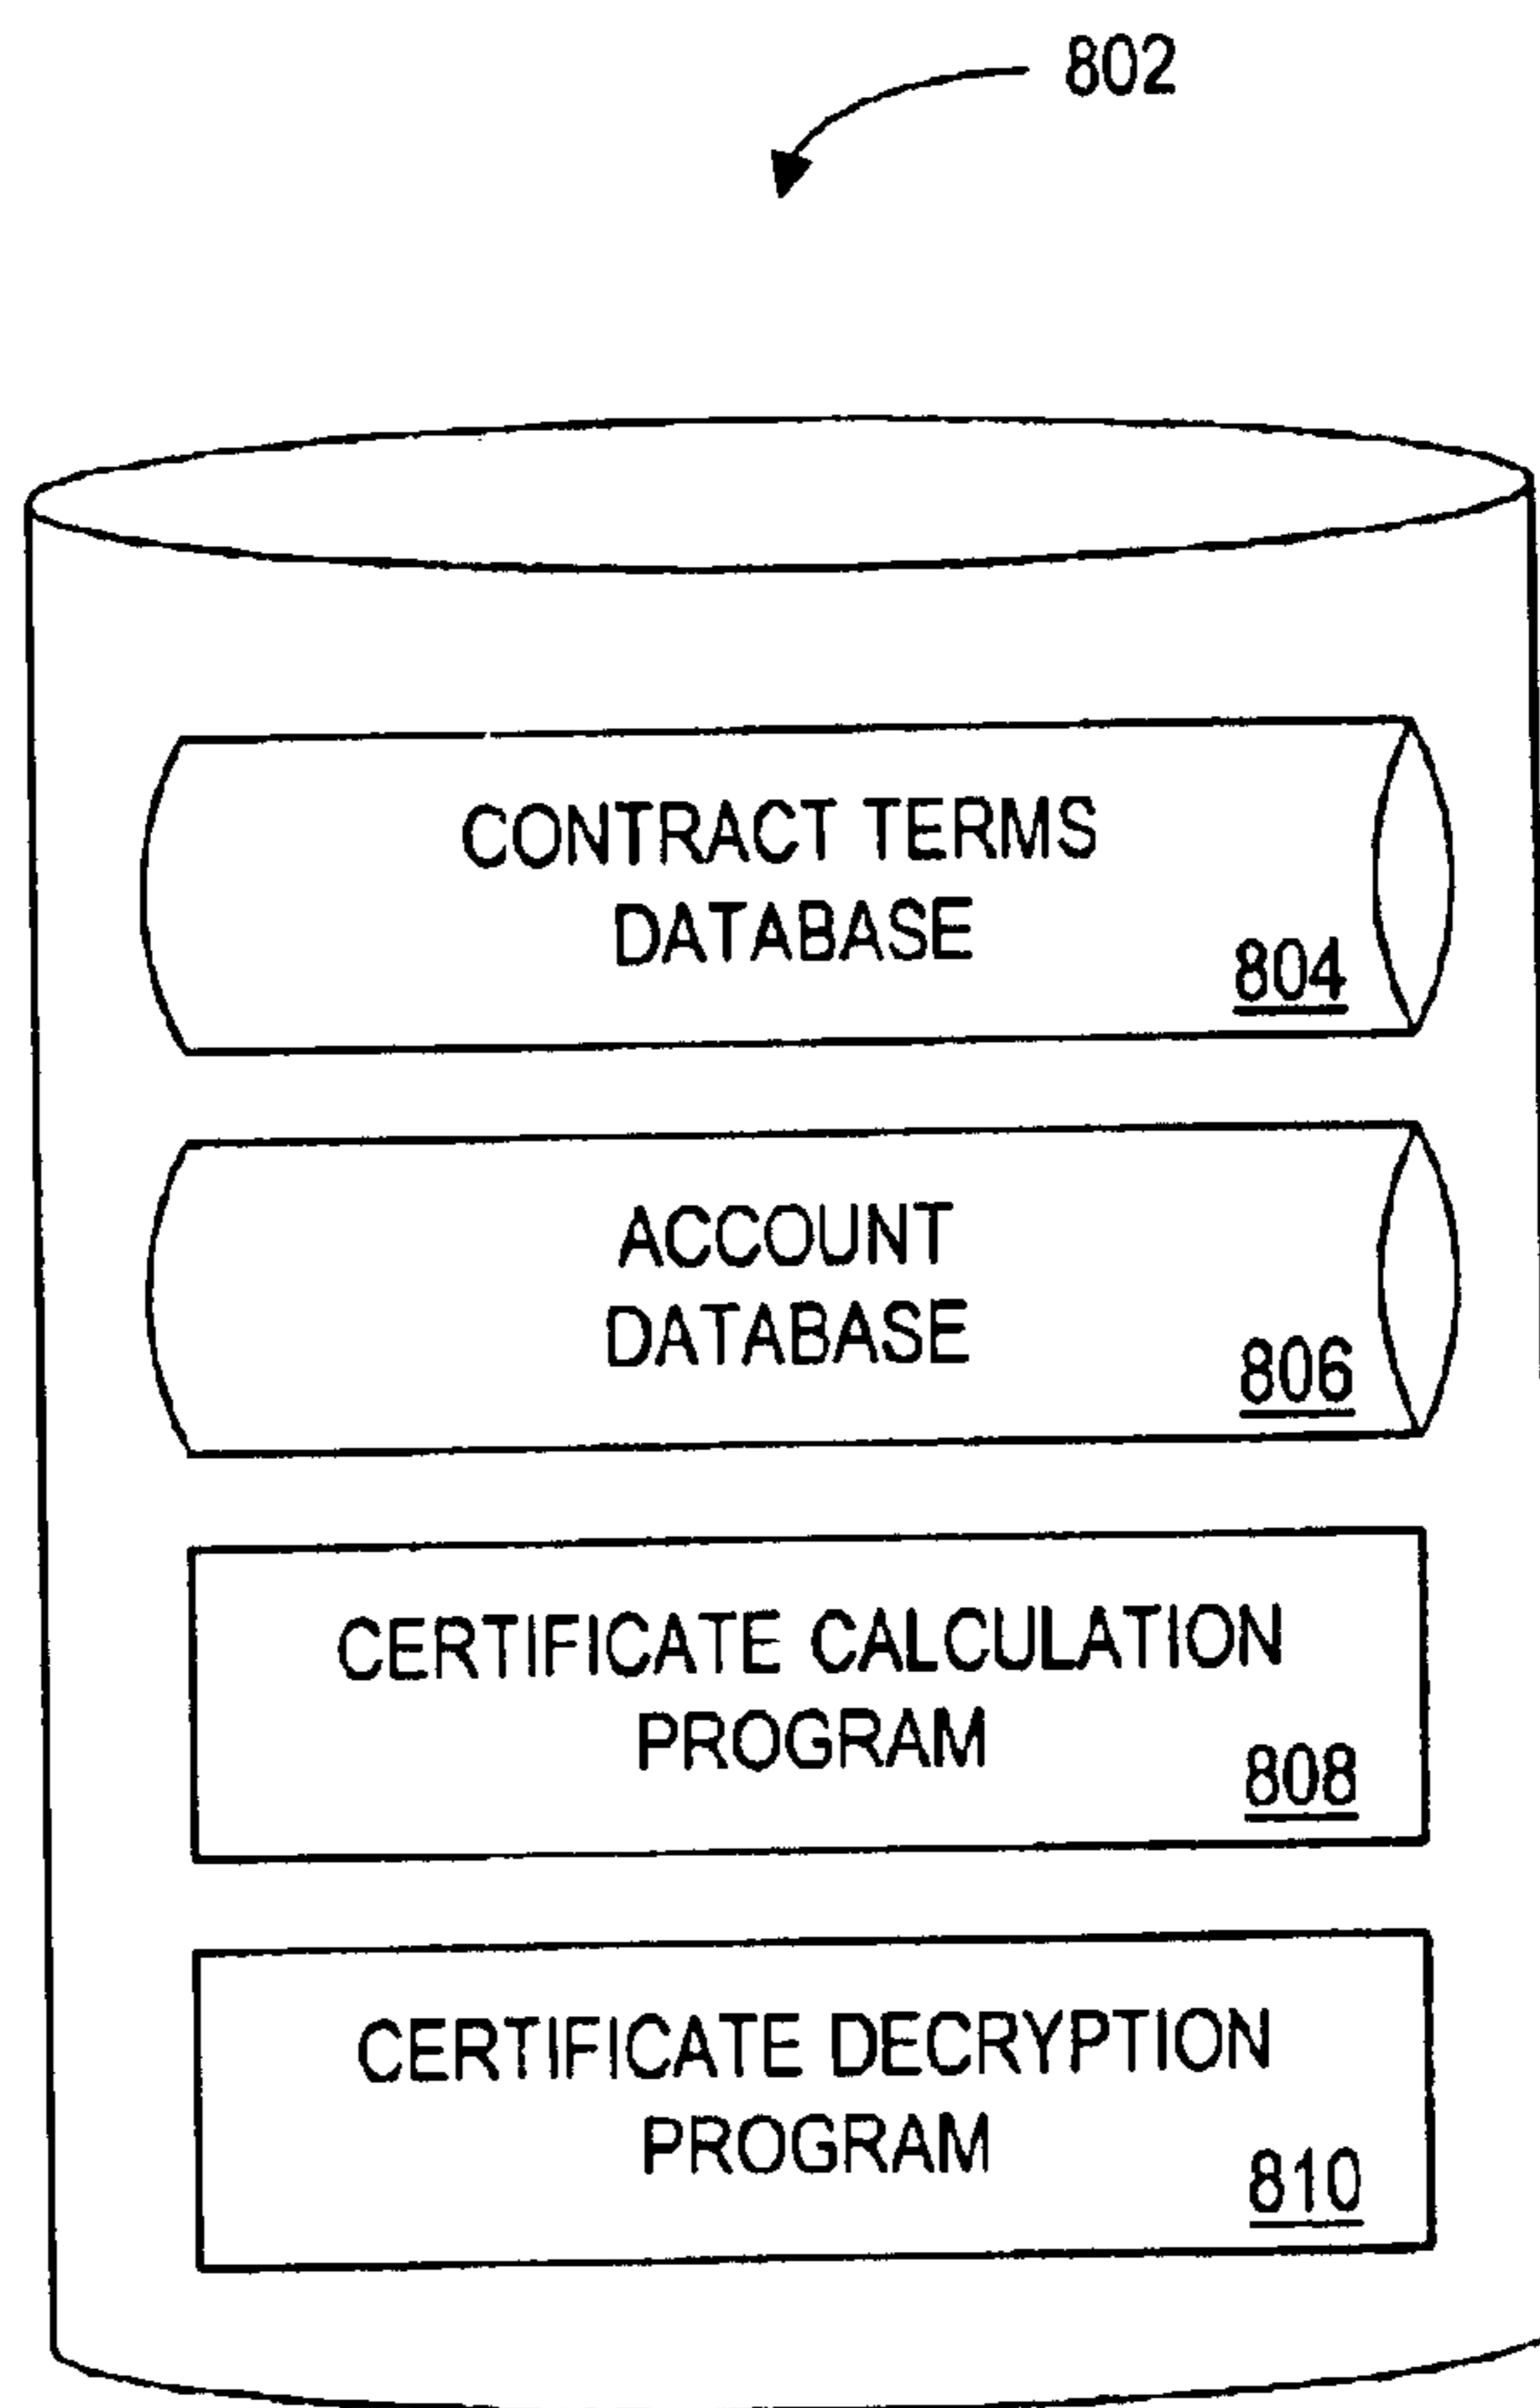 802
CONTRACT TERMS
DATABASE
804
ACCOUNT
DATABASE
806
CERTIFICATE CALCULATION
PROGRAM
808
CERTIFICATE DECRYPTION
PROGRAM
810